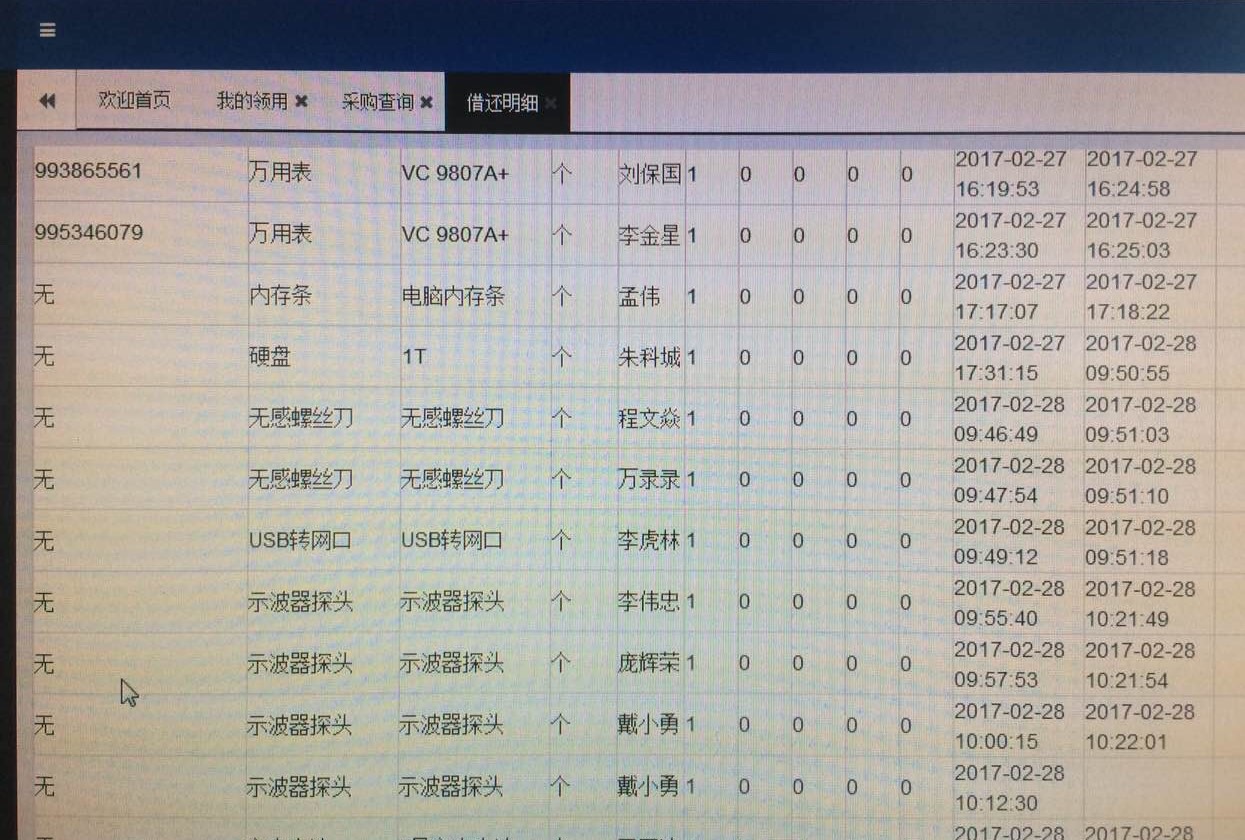 欢迎首页 我的领用 采购查询 借还明细
993865561 万用表 VC 9807A+ 个 刘保国 1 0 0 0 0 2017-02-27 16:19:53 2017-02-27 16:24:58
995346079 万用表 VC 9807A+ 个 李金星 1 0 0 0 0 2017-02-27 16:23:30 2017-02-27 16:25:03
无 内存条 电脑内存条 个 孟伟 1 0 0 0 0 2017-02-27 17:17:07 2017-02-27 17:18:22
无 硬盘 1T 个 朱科城 1 0 0 0 0 2017-02-27 17:31:15 2017-02-28 09:50:55
无 无感螺丝刀 无感螺丝刀 个 程文焱 1 0 0 0 0 2017-02-28 09:46:49 2017-02-28 09:51:03
无 无感螺丝刀 无感螺丝刀 个 万录录 1 0 0 0 0 2017-02-28 09:47:54 2017-02-28 09:51:10
无 USB转网口 USB转网口 个 李虎林 1 0 0 0 0 2017-02-28 09:49:12 2017-02-28 09:51:18
无 示波器探头 示波器探头 个 李伟忠 1 0 0 0 0 2017-02-28 09:55:40 2017-02-28 10:21:49
无 示波器探头 示波器探头 个 庞辉荣 1 0 0 0 0 2017-02-28 09:57:53 2017-02-28 10:21:54
无 示波器探头 示波器探头 个 戴小勇 1 0 0 0 0 2017-02-28 10:00:15 2017-02-28 10:22:01
无 示波器探头 示波器探头 个 戴小勇 1 0 0 0 0 2017-02-28 10:12:30
2017-02-28 2017-02-28